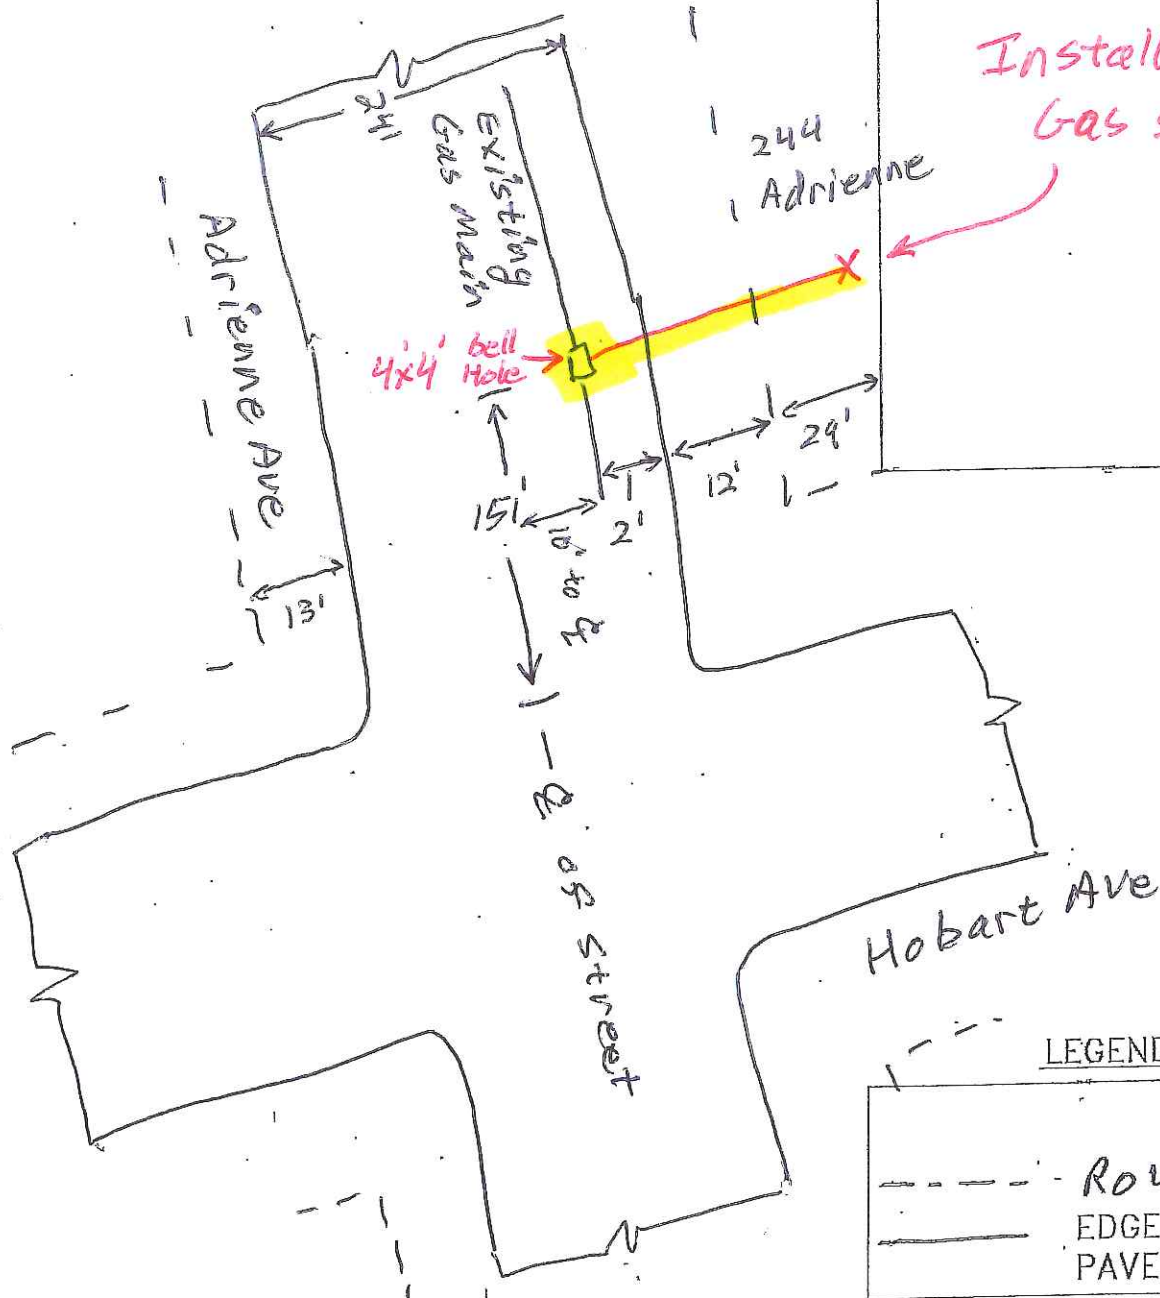 Install
Gas s
24'
Existing
Gas Main
244
Adrienne
Adrienne Ave
4'x4' Bell
Hole
29'
12'
2'
151'
10' to ℄
13'
℄ of street
Hobart Ave
LEGEND
ROW
EDGE
PAVE